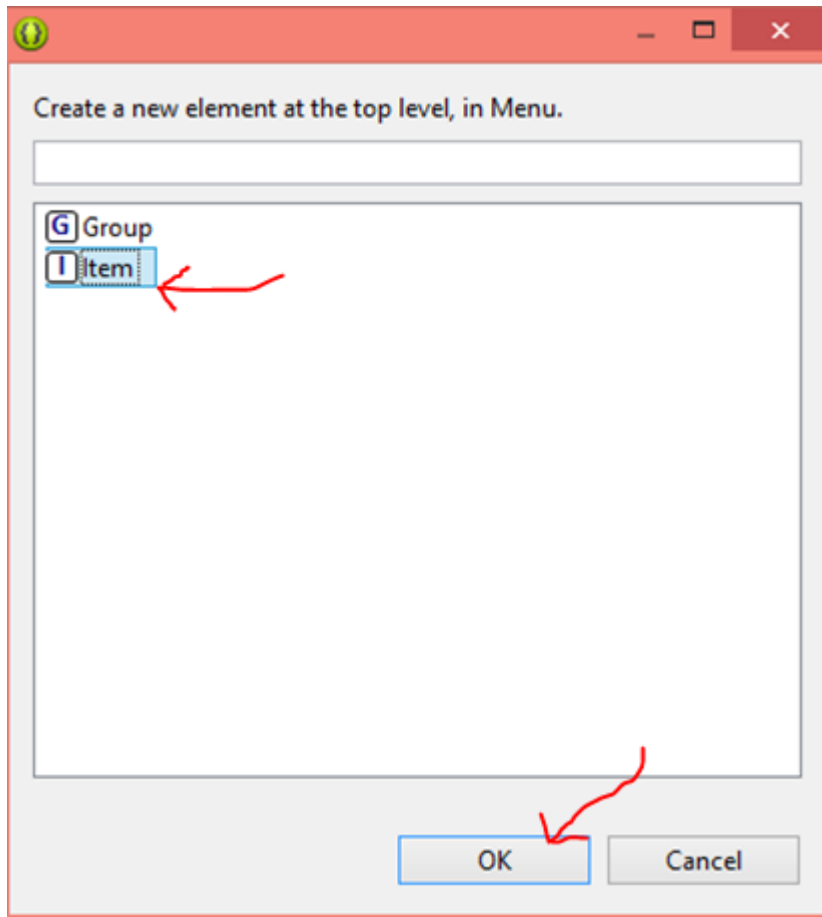 Create a new element at the top level, in Menu.
G Group
I Item
OK Cancel